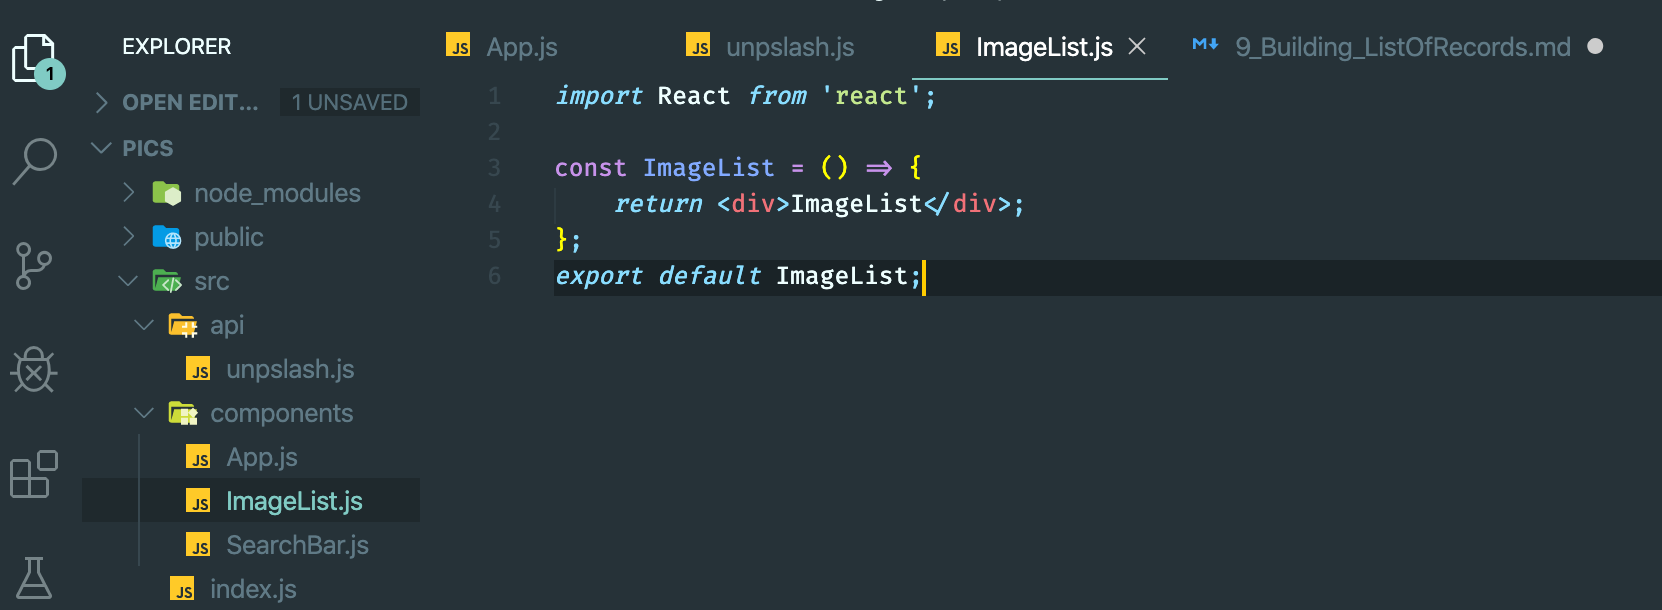 EXPLORER
OPEN EDIT... 1 UNSAVED
PICS
node_modules
public
src
api
JS unpslash.js
components
JS App.js
JS ImageList.js
JS SearchBar.js
JS index.js
1
JS App.js JS unpslash.js JS ImageList.js M 9_Building_ListOfRecords.md
1 import React from 'react';
2
3 const ImageList = () => {
4 return <div>ImageList</div>;
5 };
6 export default ImageList;